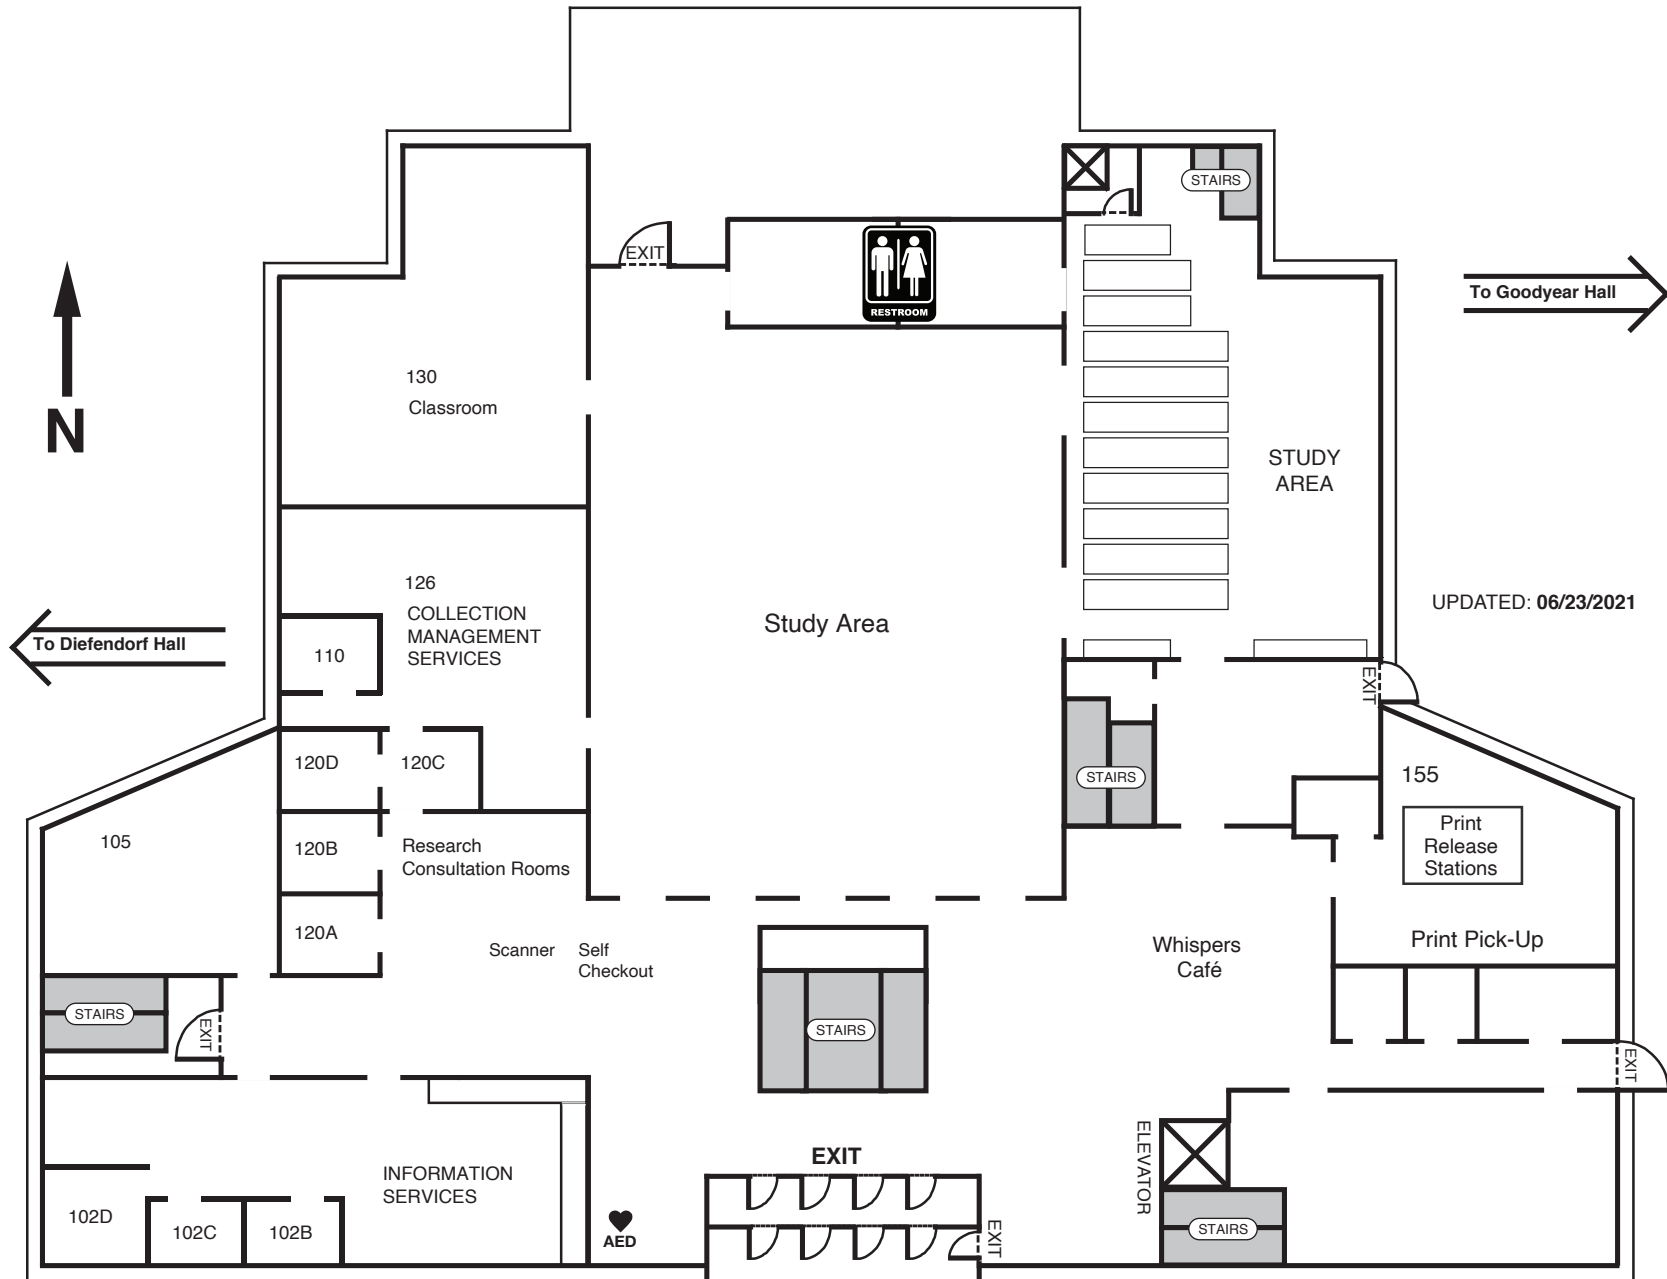 STAIRS
EXIT
RESTROOM
To Goodyear Hall
N
130
Classroom
STUDY
AREA
126
COLLECTION
MANAGEMENT
SERVICES
Study Area
UPDATED: 06/23/2021
To Diefendorf Hall
110
EXIT
120D
120C
STAIRS
155
Print
Release
Stations
105
120B
Research
Consultation Rooms
120A
Scanner
Self
Checkout
Whispers
Café
Print Pick-Up
STAIRS
EXIT
STAIRS
EXIT
EXIT
ELEVATOR
INFORMATION
SERVICES
102D
102C
102B
AED
EXIT
STAIRS